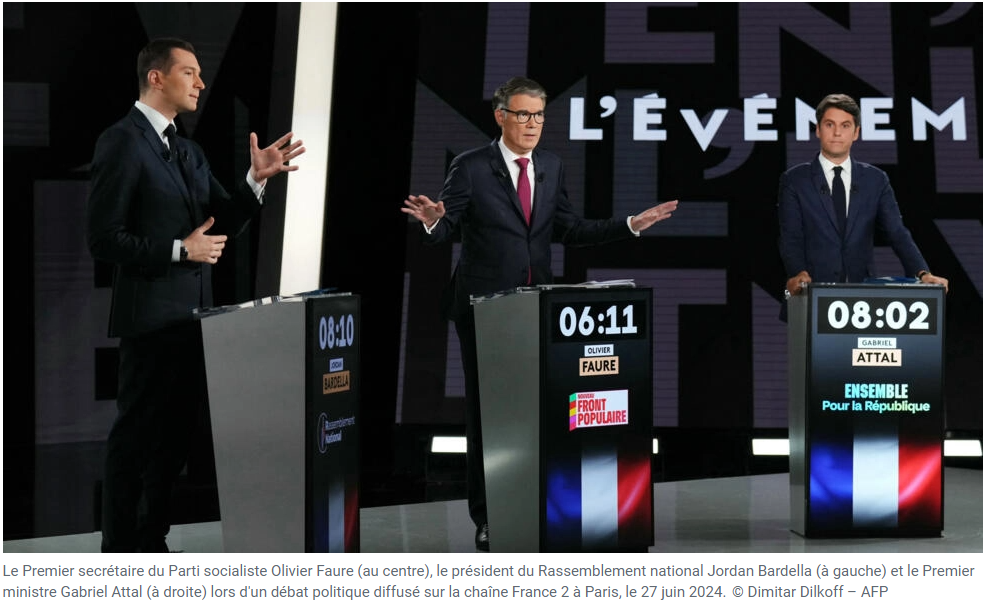 L'ÉVÉNEM
08:10
JORDAN
BARDELLA
Rassemblement
National
06:11
OLIVIER
FAURE
NOUVEAU
FRONT
POPULAIRE
08:02
GABRIEL
ATTAL
ENSEMBLE
Pour la République
Le Premier secrétaire du Parti socialiste Olivier Faure (au centre), le président du Rassemblement national Jordan Bardella (à gauche) et le Premier
ministre Gabriel Attal (à droite) lors d'un débat politique diffusé sur la chaîne France 2 à Paris, le 27 juin 2024. © Dimitar Dilkoff – AFP